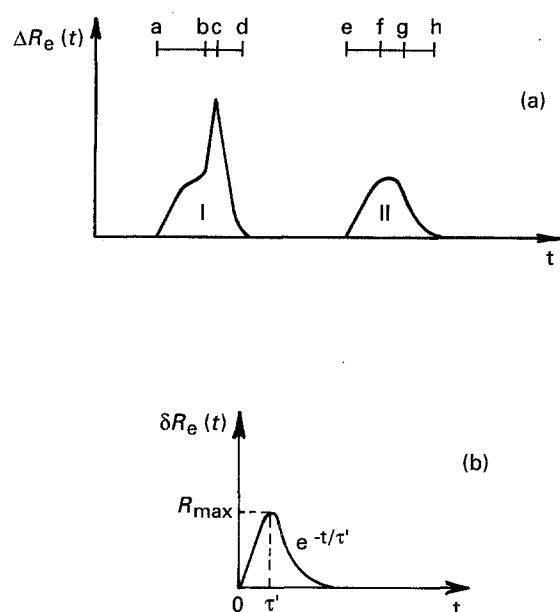 a b c d e f g h
ΔRe (t)
(a)
I II
t
δRe (t)
(b)
Rmax
e -t/τ'
0 τ' t